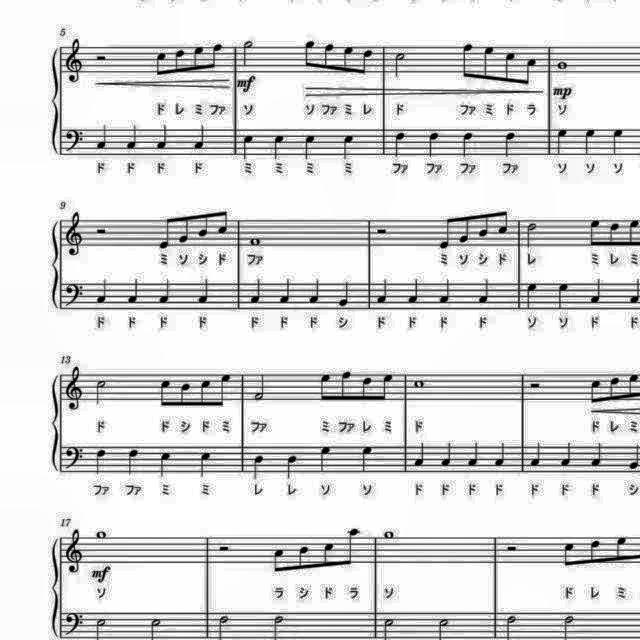 5
mf
mp
ド レ ミ ファ ソ ソ ファ ミ レ ド ファ ミ ド ラ ソ
ド ド ド ド ミ ミ ミ ミ ファ ファ ファ ファ ソ ソ ソ
9
ミ ソ シ ド ファ ミ ソ シ ド レ ミ レ ミ
ド ド ド ド ド ド ド シ ド ド ド ド ソ ソ ド ド
13
ド ド シ ド ミ ファ ミ ファ レ ミ ド ド レ ミ
ファ ファ ミ ミ レ レ ソ ソ ド ド ド ド ド ド ド シ
17
mf
ソ ラ シ ド ラ ソ ド レ ミ